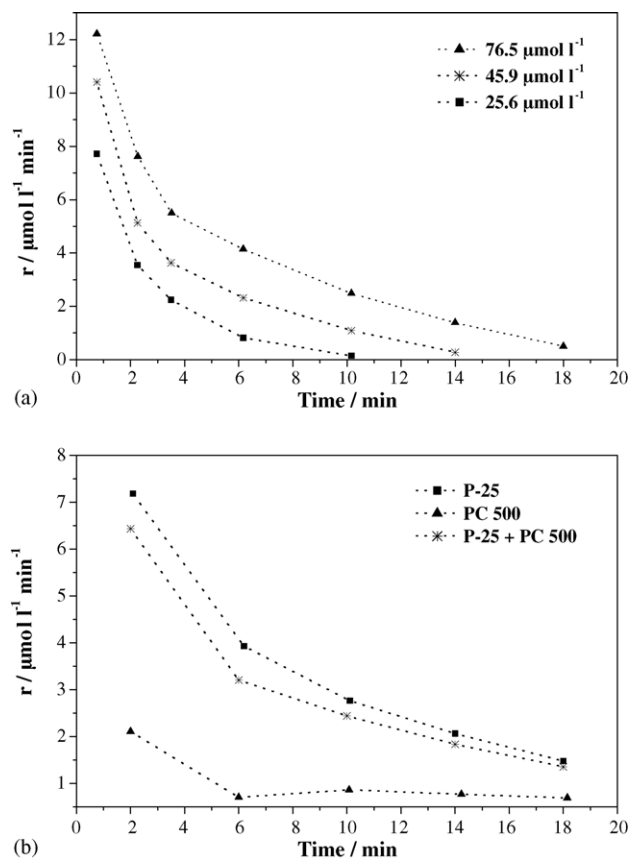 76.5 µmol l⁻¹
45.9 µmol l⁻¹
25.6 µmol l⁻¹
r / µmol l⁻¹ min⁻¹
12
10
8
6
4
2
0
0 2 4 6 8 10 12 14 16 18 20
(a)
Time / min
P-25
PC 500
P-25 + PC 500
r / µmol l⁻¹ min⁻¹
8
7
6
5
4
3
2
1
0 2 4 6 8 10 12 14 16 18 20
(b)
Time / min